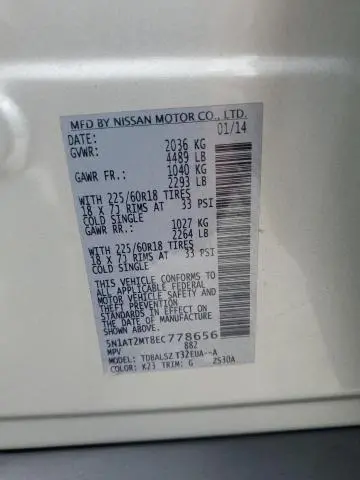 MFD BY NISSAN MOTOR CO., LTD.
DATE: 01/14
GVWR: 2036 KG
4489 LB
GAWR FR.: 1040 KG
2293 LB
WITH 225/60R18 TIRES
18 X 7J RIMS AT 33 PSI
COLD SINGLE
GAWR RR.: 1027 KG
2264 LB
WITH 225/60R18 TIRES
18 X 7J RIMS AT 33 PSI
COLD SINGLE
THIS VEHICLE CONFORMS TO
ALL APPLICABLE FEDERAL
MOTOR VEHICLE SAFETY AND
THEFT PREVENTION STANDARDS
IN EFFECT ON THE DATE OF
MANUFACTURE SHOWN ABOVE.
5N1AT2MT8EC778656
MPV 882
MODEL: TDBALSZ T32EUA--A
COLOR: K23 TRIM: G 2530A